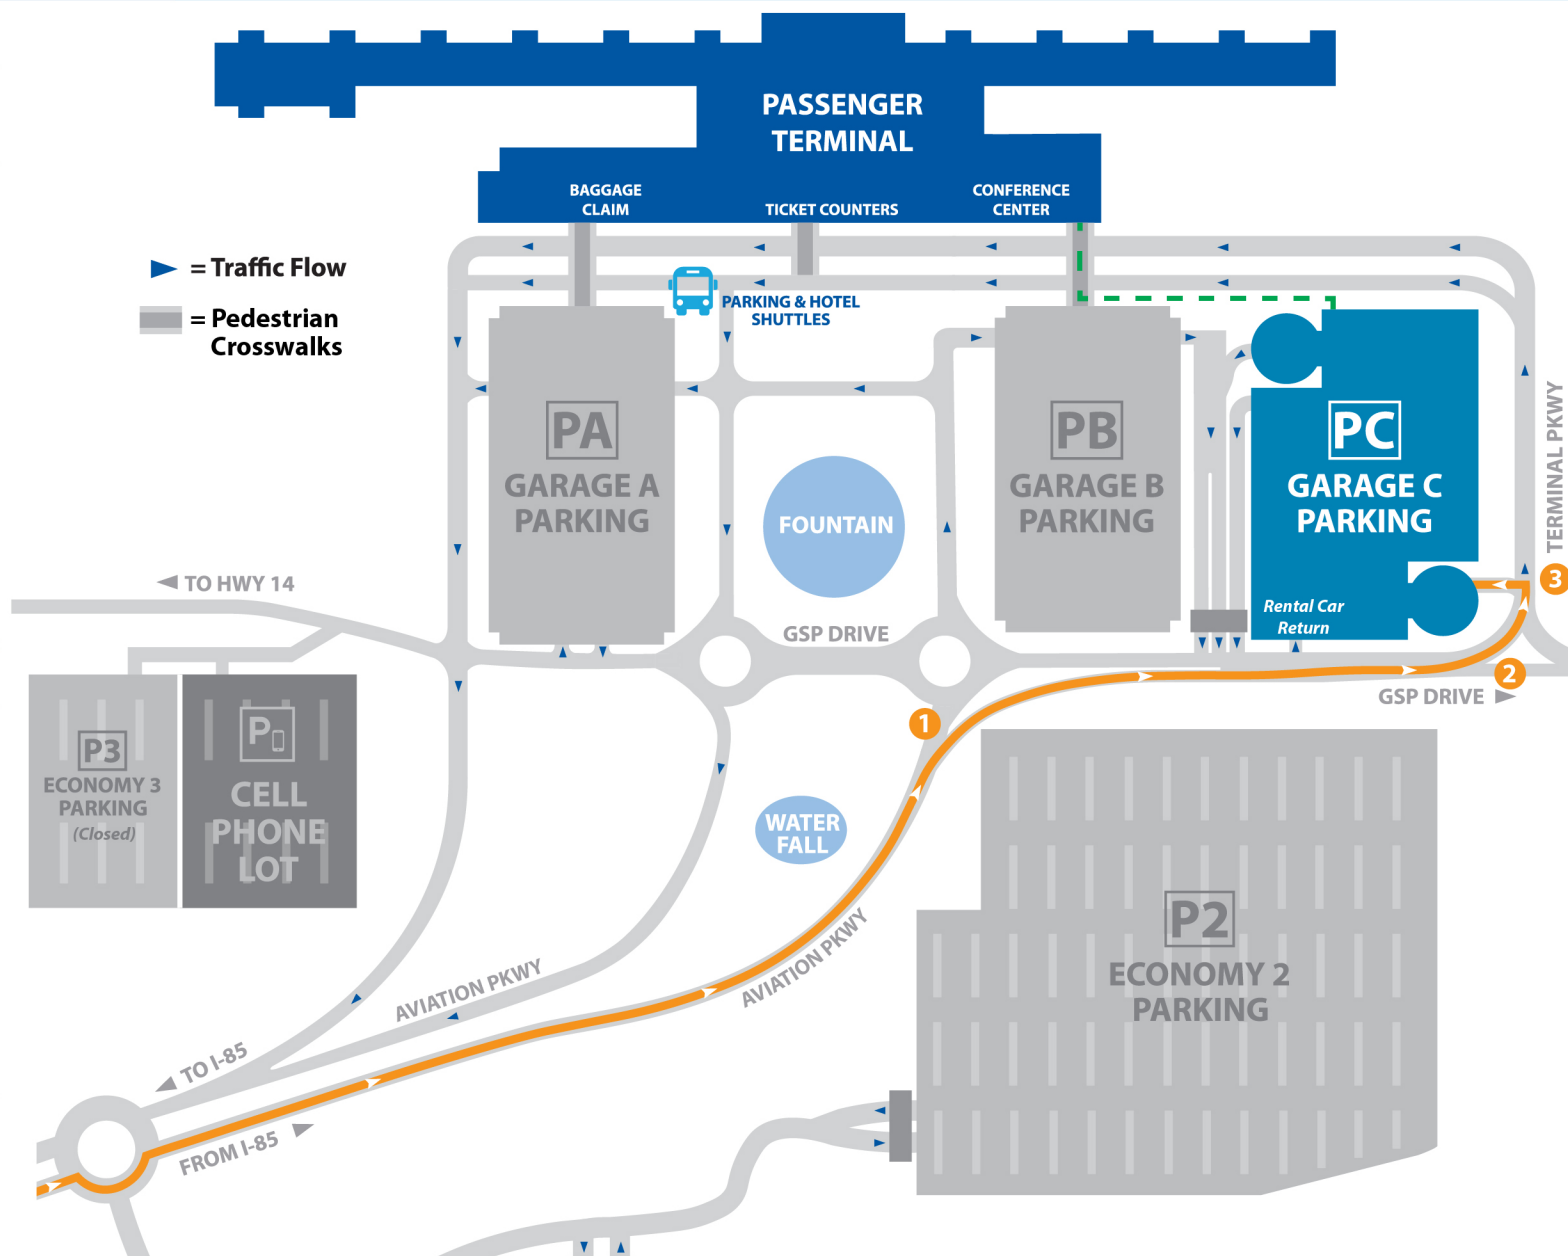 PASSENGER
TERMINAL
BAGGAGE
CLAIM
TICKET COUNTERS
CONFERENCE
CENTER
= Traffic Flow
= Pedestrian
Crosswalks
PARKING & HOTEL
SHUTTLES
PA
GARAGE A
PARKING
FOUNTAIN
PB
GARAGE B
PARKING
PC
GARAGE C
PARKING
Rental Car
Return
TERMINAL PKWY
3
TO HWY 14
GSP DRIVE
2
GSP DRIVE
1
P3
ECONOMY 3
PARKING
(Closed)
P
CELL
PHONE
LOT
WATER
FALL
P2
ECONOMY 2
PARKING
AVIATION PKWY
AVIATION PKWY
TO I-85
FROM I-85